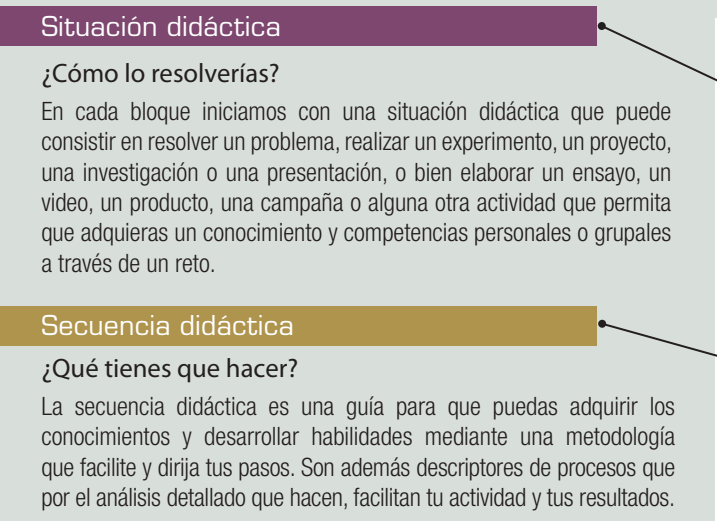 Situación didáctica
¿Cómo lo resolverías?
En cada bloque iniciamos con una situación didáctica que puede
consistir en resolver un problema, realizar un experimento, un proyecto,
una investigación o una presentación, o bien elaborar un ensayo, un
video, un producto, una campaña o alguna otra actividad que permita
que adquieras un conocimiento y competencias personales o grupales
a través de un reto.
Secuencia didáctica
¿Qué tienes que hacer?
La secuencia didáctica es una guía para que puedas adquirir los
conocimientos y desarrollar habilidades mediante una metodología
que facilite y dirija tus pasos. Son además descriptores de procesos que
por el análisis detallado que hacen, facilitan tu actividad y tus resultados.